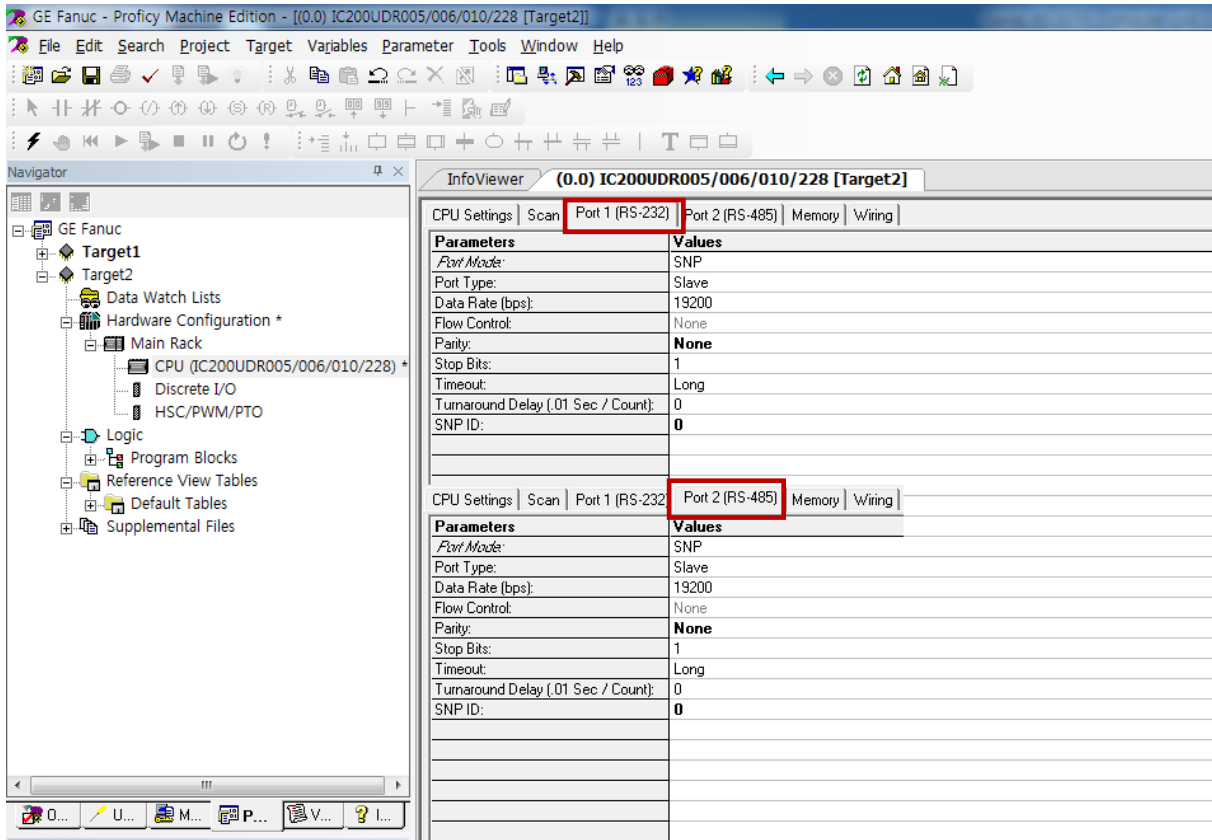 GE Fanuc - Proficy Machine Edition - [(0.0) IC200UDR005/006/010/228 [Target2]]
File Edit Search Project Target Variables Parameter Tools Window Help
123
Navigator
GE Fanuc
Target1
Target2
Data Watch Lists
Hardware Configuration *
Main Rack
CPU (IC200UDR005/006/010/228) *
Discrete I/O
HSC/PWM/PTO
Logic
Program Blocks
Reference View Tables
Default Tables
Supplemental Files
O... U... M... P... V... I...
InfoViewer (0.0) IC200UDR005/006/010/228 [Target2]
CPU Settings Scan Port 1 (RS-232) Port 2 (RS-485) Memory Wiring
Parameters Values
Port Mode: SNP
Port Type: Slave
Data Rate (bps): 19200
Flow Control: None
Parity: None
Stop Bits: 1
Timeout: Long
Turnaround Delay (.01 Sec / Count): 0
SNP ID: 0
CPU Settings Scan Port 1 (RS-232) Port 2 (RS-485) Memory Wiring
Parameters Values
Port Mode: SNP
Port Type: Slave
Data Rate (bps): 19200
Flow Control: None
Parity: None
Stop Bits: 1
Timeout: Long
Turnaround Delay (.01 Sec / Count): 0
SNP ID: 0